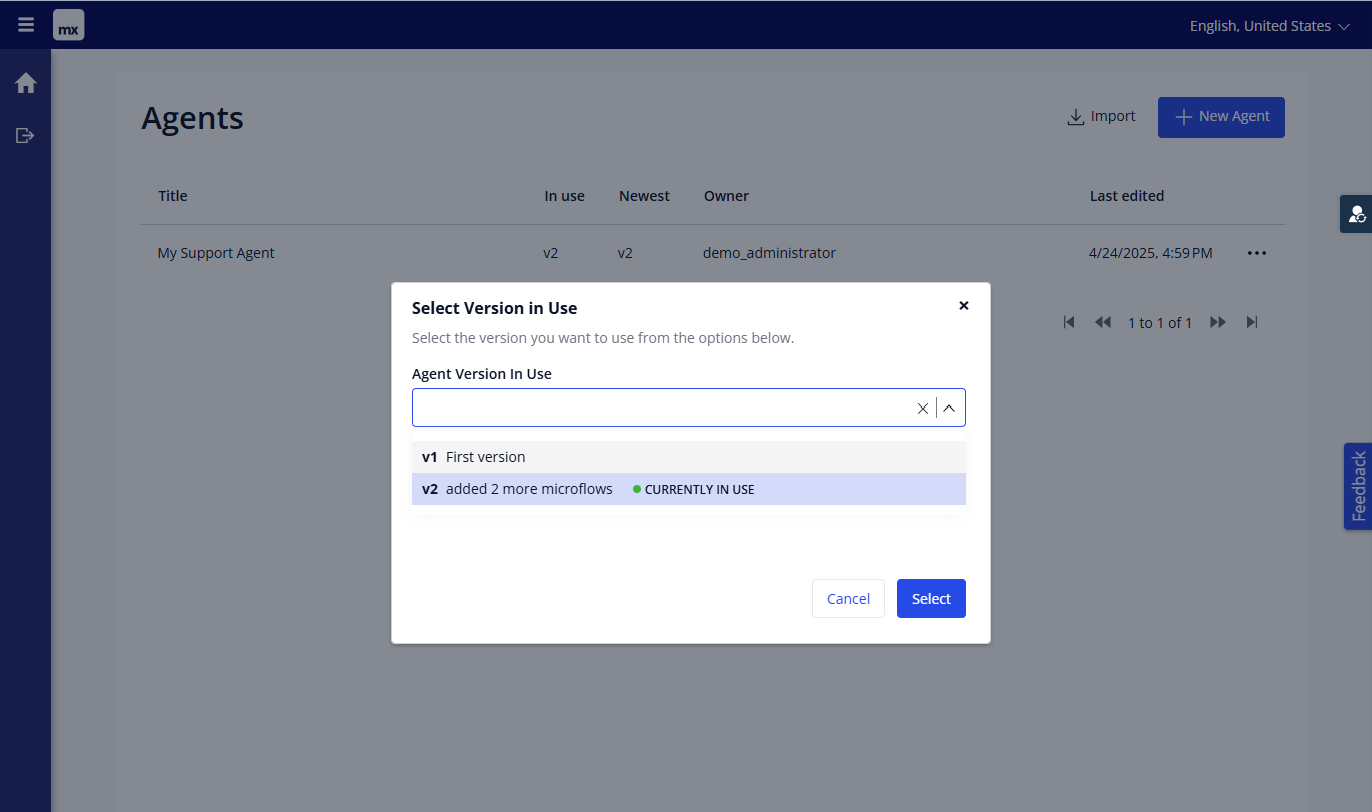 mx
English, United States
Agents
Import
New Agent
Title In use Newest Owner Last edited
My Support Agent v2 v2 demo_administrator 4/24/2025, 4:59 PM
1 to 1 of 1
Select Version in Use
Select the version you want to use from the options below.
Agent Version In Use
v1 First version
v2 added 2 more microflows CURRENTLY IN USE
Cancel
Select
Feedback